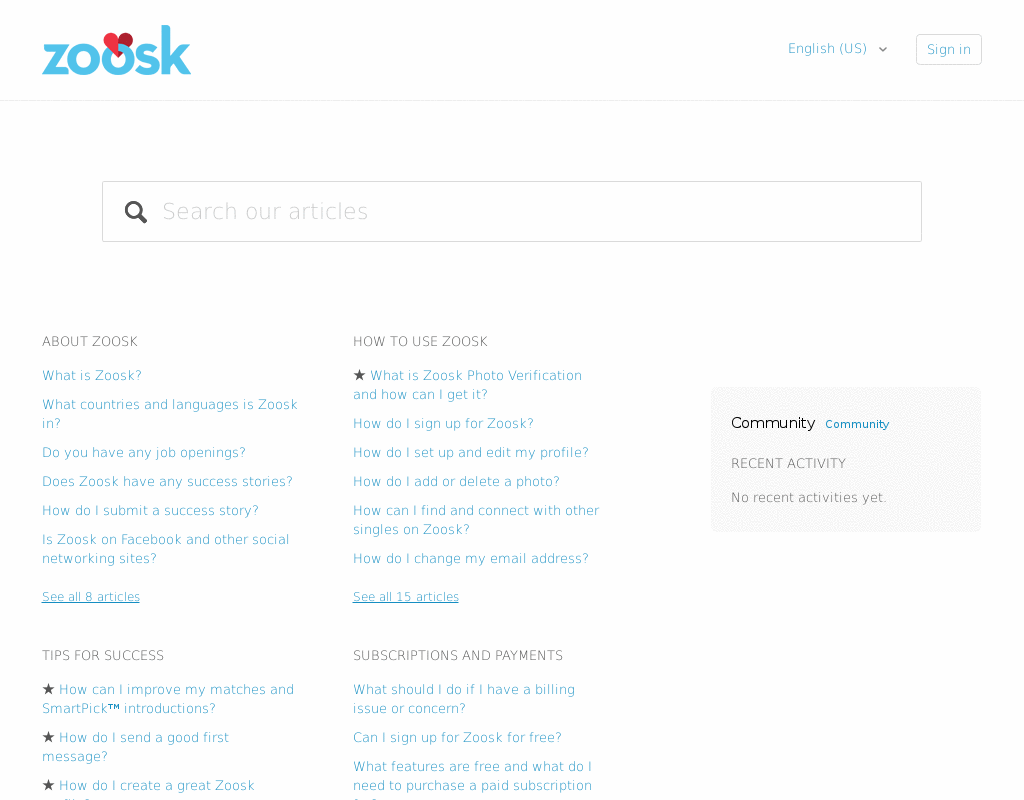 zoosk
English (US)
Sign in
Search our articles
ABOUT ZOOSK
What is Zoosk?
What countries and languages is Zoosk
in?
Do you have any job openings?
Does Zoosk have any success stories?
How do I submit a success story?
Is Zoosk on Facebook and other social
networking sites?
See all 8 articles
HOW TO USE ZOOSK
★ What is Zoosk Photo Verification
and how can I get it?
How do I sign up for Zoosk?
How do I set up and edit my profile?
How do I add or delete a photo?
How can I find and connect with other
singles on Zoosk?
How do I change my email address?
See all 15 articles
Community Community
RECENT ACTIVITY
No recent activities yet.
TIPS FOR SUCCESS
★ How can I improve my matches and
SmartPick™ introductions?
★ How do I send a good first
message?
★ How do I create a great Zoosk
SUBSCRIPTIONS AND PAYMENTS
What should I do if I have a billing
issue or concern?
Can I sign up for Zoosk for free?
What features are free and what do I
need to purchase a paid subscription